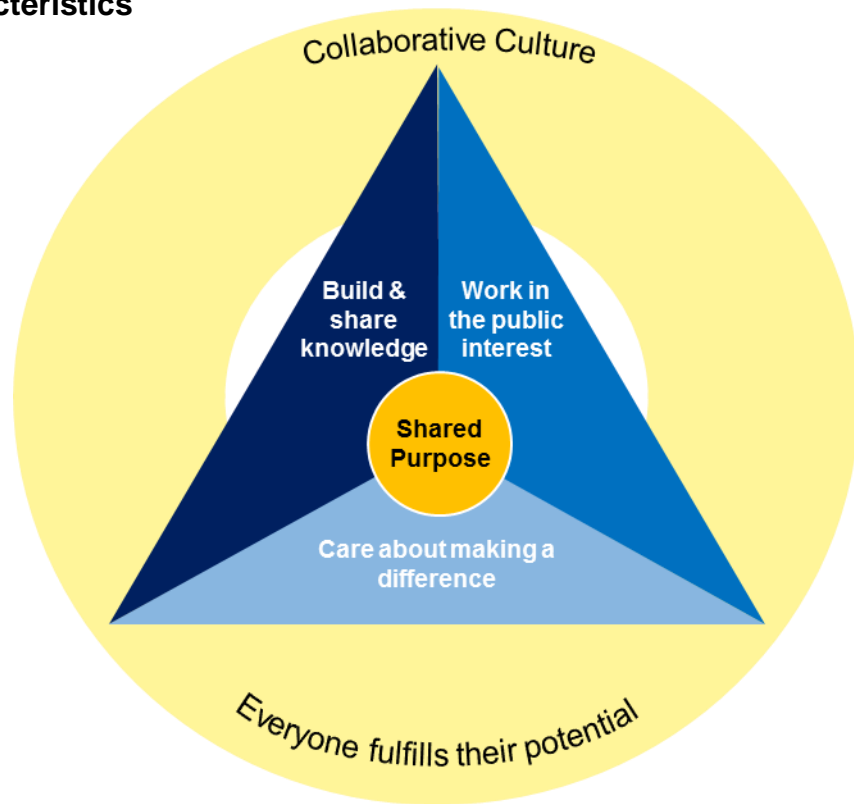 cteristics
Collaborative Culture
Build &
share
knowledge
Work in
the public
interest
Shared
Purpose
Care about making a
difference
Everyone fulfills their potential